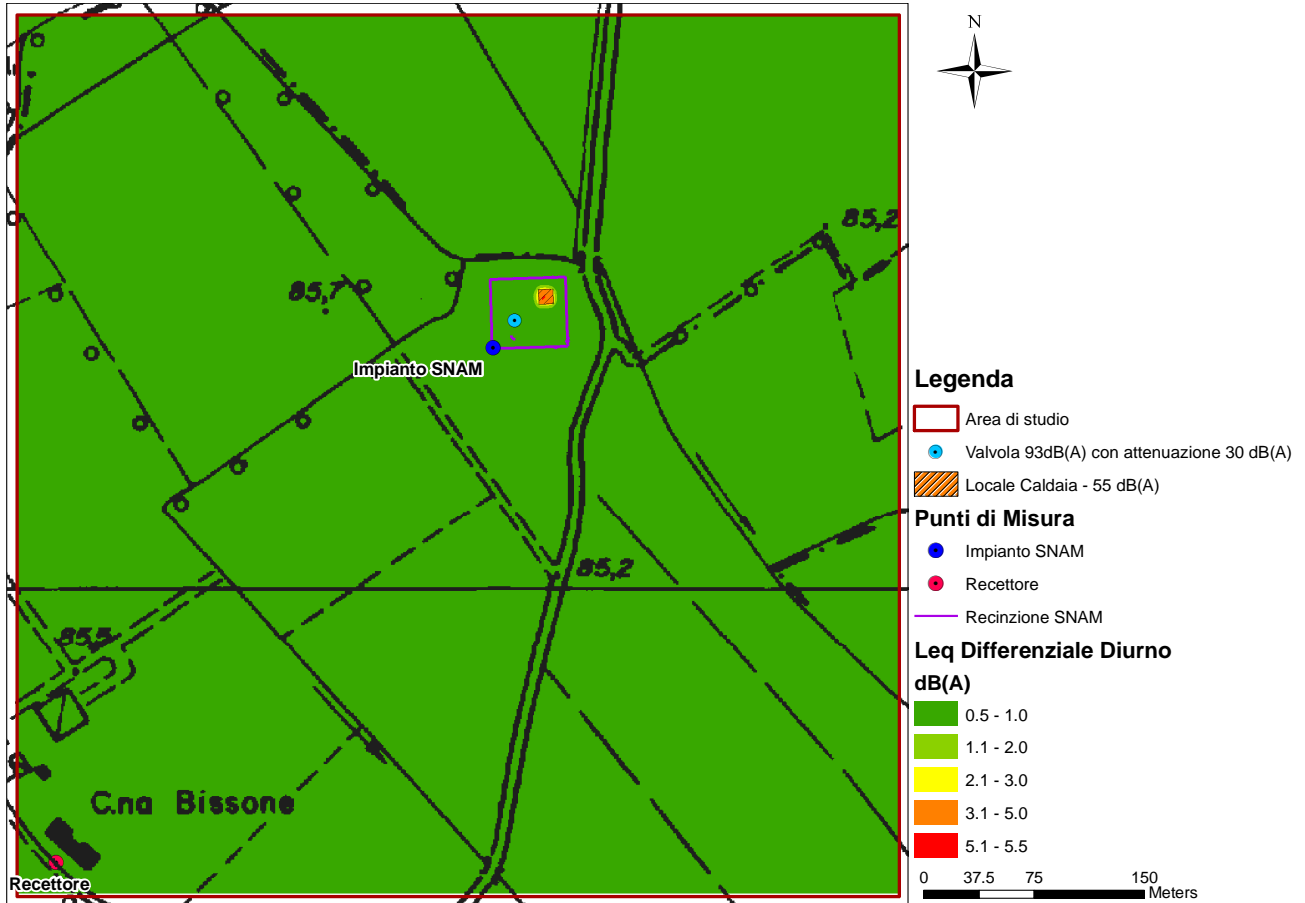 N
85,2
85,7
Impianto SNAM
85,2
85,5
C.na Bissone
Recettore
Legenda
Area di studio
Valvola 93dB(A) con attenuazione 30 dB(A)
Locale Caldaia - 55 dB(A)
Punti di Misura
Impianto SNAM
Recettore
Recinzione SNAM
Leq Differenziale Diurno
dB(A)
0.5 - 1.0
1.1 - 2.0
2.1 - 3.0
3.1 - 5.0
5.1 - 5.5
0 37.5 75 150
Meters